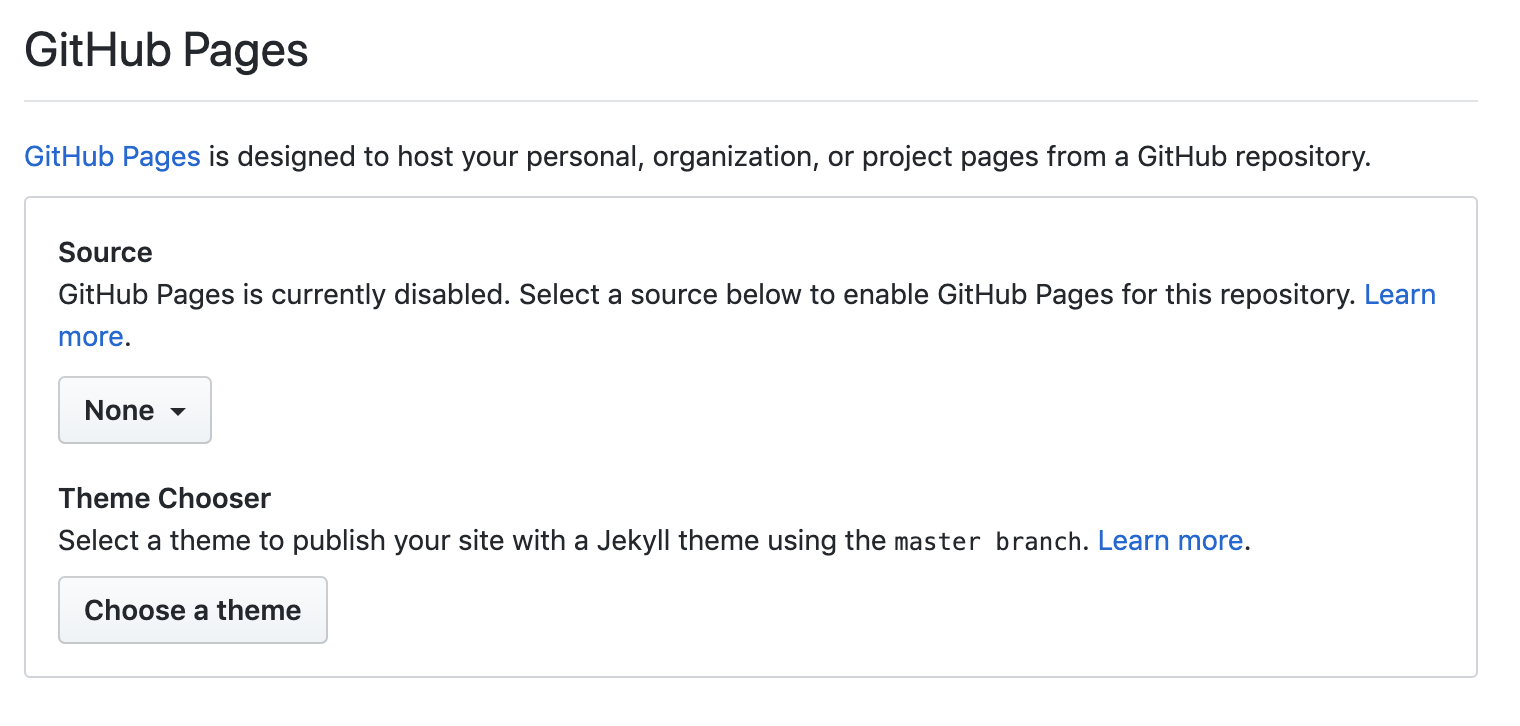 GitHub Pages
GitHub Pages is designed to host your personal, organization, or project pages from a GitHub repository.
Source
GitHub Pages is currently disabled. Select a source below to enable GitHub Pages for this repository. Learn
more.
None
Theme Chooser
Select a theme to publish your site with a Jekyll theme using the master branch. Learn more.
Choose a theme